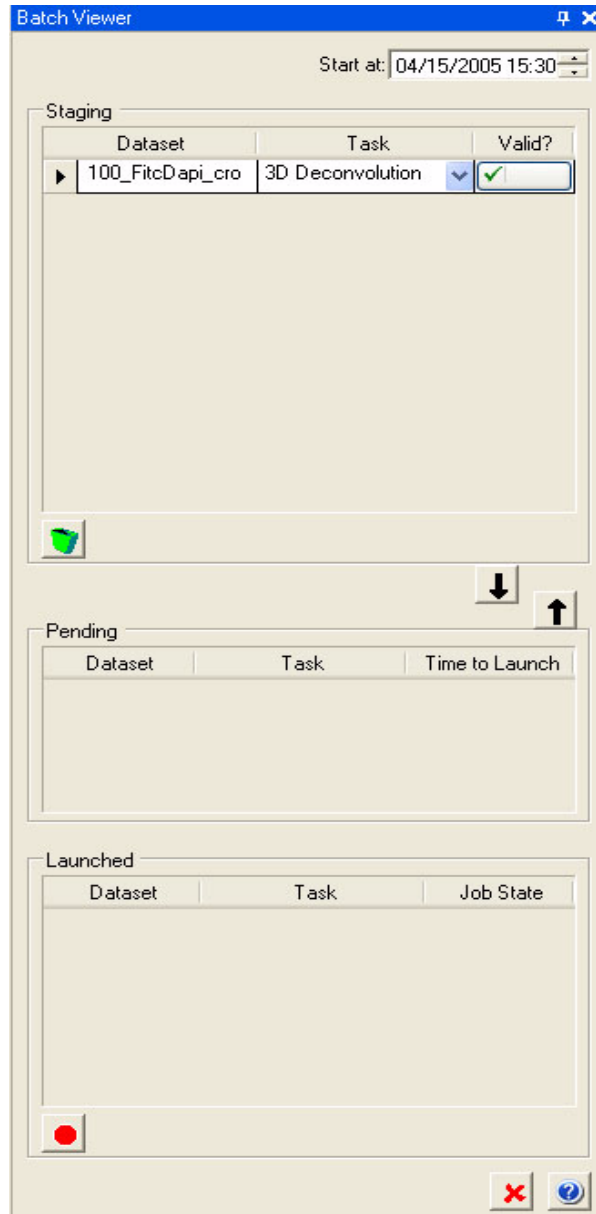 Batch Viewer
Start at: 04/15/2005 15:30
Staging
Dataset Task Valid?
100_FitcDapi_cro 3D Deconvolution
Pending
Dataset Task Time to Launch
Launched
Dataset Task Job State